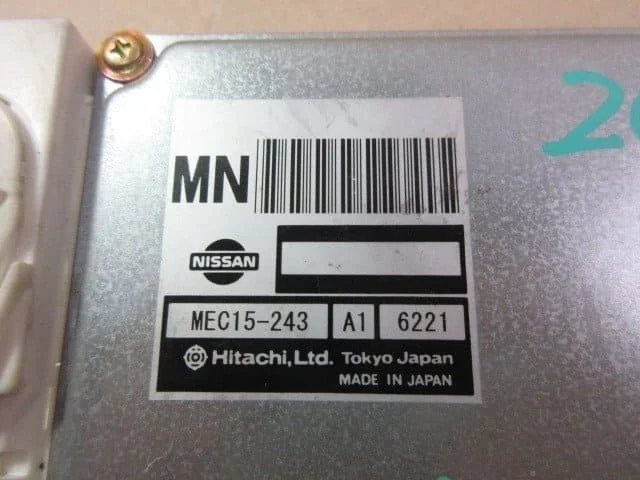 MN
NISSAN
MEC15-243 A1 6221
Hitachi, Ltd. Tokyo Japan
MADE IN JAPAN